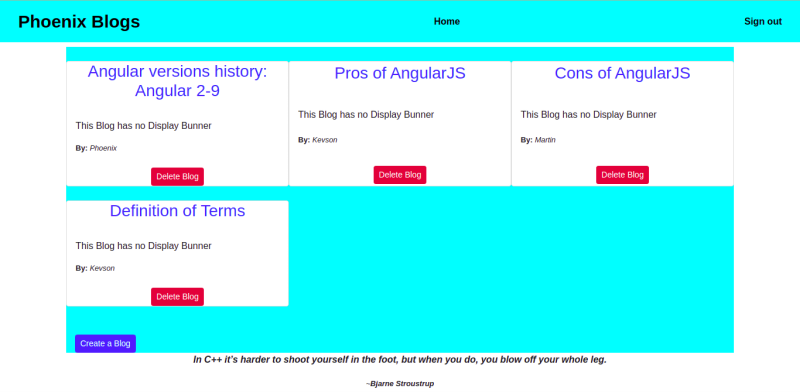 Phoenix Blogs
Home
Sign out
Angular versions history:
Angular 2-9
This Blog has no Display Bunner
By: Phoenix
Delete Blog
Pros of AngularJS
This Blog has no Display Bunner
By: Kevson
Delete Blog
Cons of AngularJS
This Blog has no Display Bunner
By: Martin
Delete Blog
Definition of Terms
This Blog has no Display Bunner
By: Kevson
Delete Blog
Create a Blog
In C++ it's harder to shoot yourself in the foot, but when you do, you blow off your whole leg.
~Bjarne Stroustrup